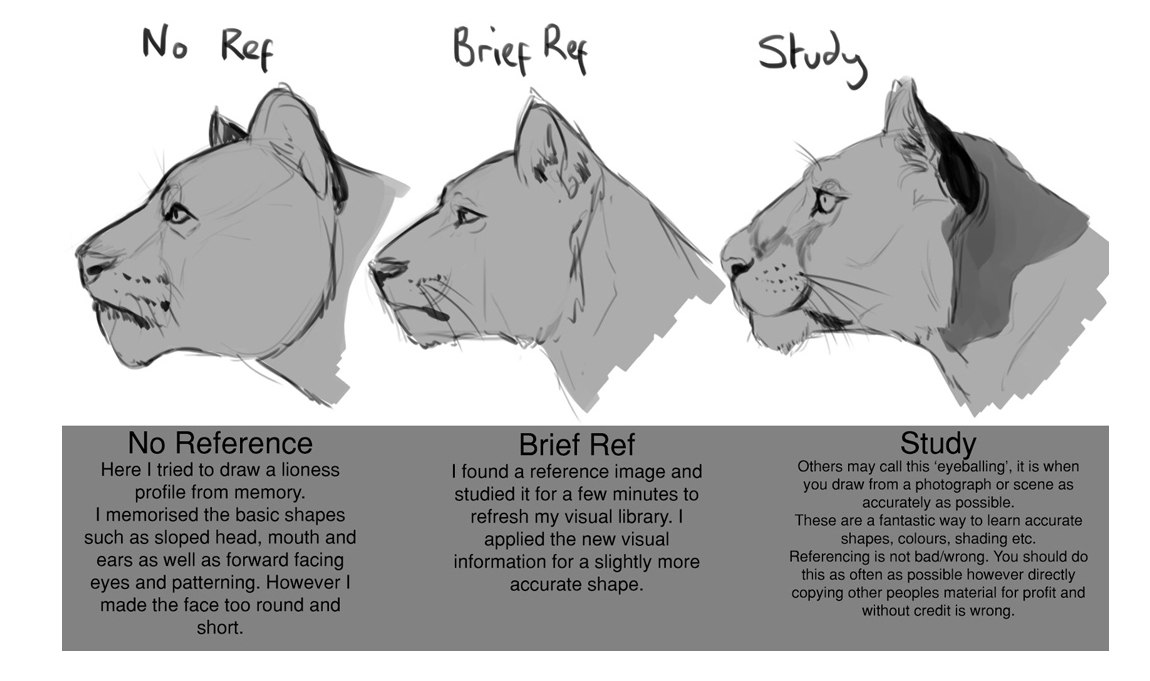 No Ref
Brief Ref
Study
No Reference
Here I tried to draw a lioness
profile from memory.
I memorised the basic shapes
such as sloped head, mouth and
ears as well as forward facing
eyes and patterning. However I
made the face too round and
short.
Brief Ref
I found a reference image and
studied it for a few minutes to
refresh my visual library. I
applied the new visual
information for a slightly more
accurate shape.
Study
Others may call this ‘eyeballing’, it is when
you draw from a photograph or scene as
accurately as possible.
These are a fantastic way to learn accurate
shapes, colours, shading etc.
Referencing is not bad/wrong. You should do
this as often as possible however directly
copying other peoples material for profit and
without credit is wrong.